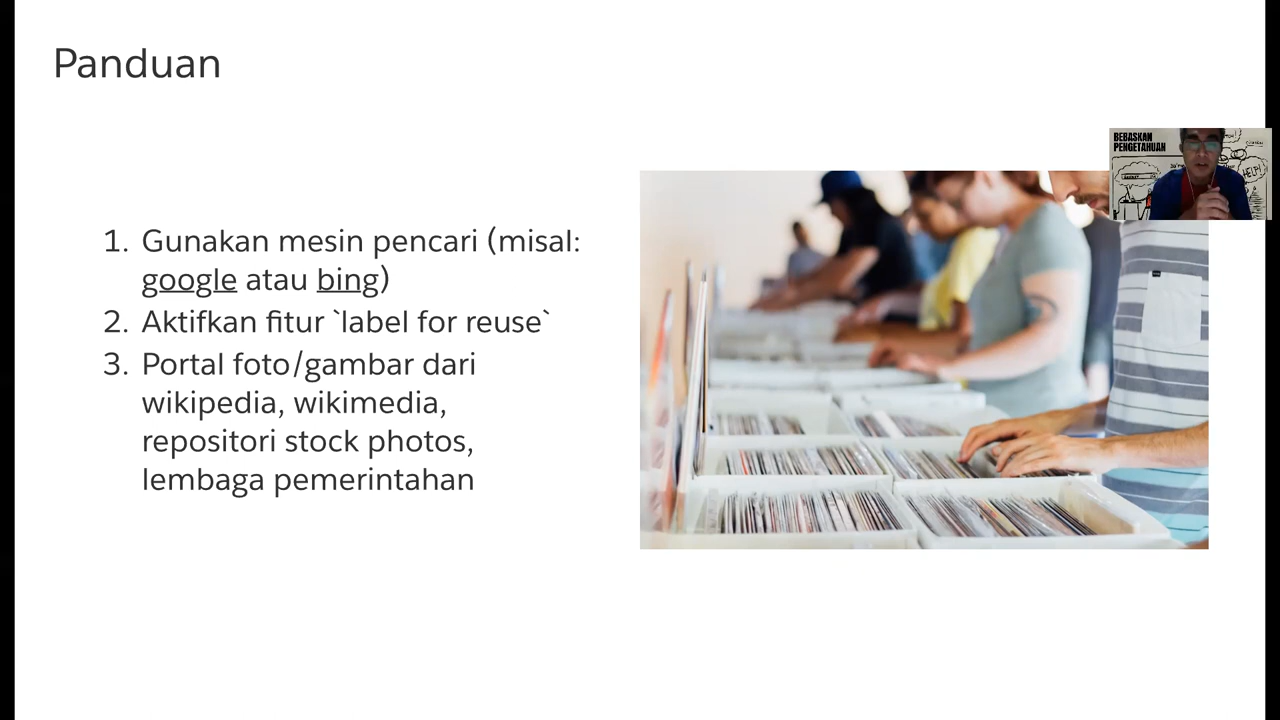 Panduan
BEBASKAN
PENGETAHUAN
HELP!
1. Gunakan mesin pencari (misal:
google atau bing)
2. Aktifkan fitur `label for reuse`
3. Portal foto/gambar dari
wikipedia, wikimedia,
repositori stock photos,
lembaga pemerintahan